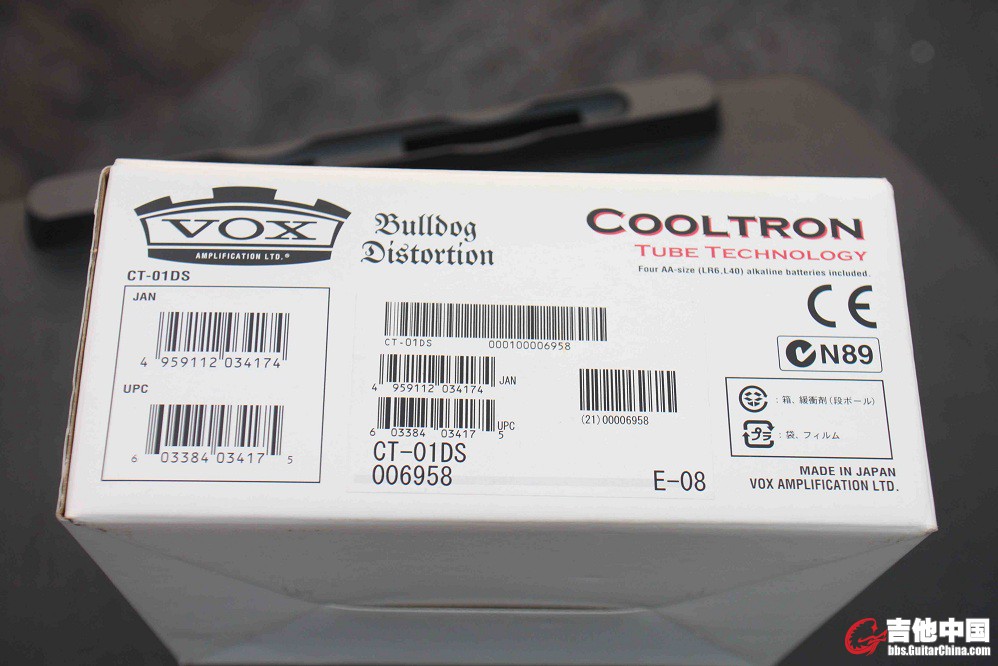 VOX
AMPLIFICATION LTD.®
CT-01DS
JAN
4 959112 034174
UPC
6 03384 03417 5
Bulldog
Distortion
CT-01DS 000100006958
4 959112 034174 JAN
6 03384 03417 5 UPC
CT-01DS
006958
(21)00006958
E-08
COOLTRON
TUBE TECHNOLOGY
Four AA-size (LR6,L40) alkaline batteries included.
CE
N89
:箱、緩衝剤(段ボール)
プラ :袋、フィルム
MADE IN JAPAN
VOX AMPLIFICATION LTD.
吉他中国
bbs.GuitarChina.com